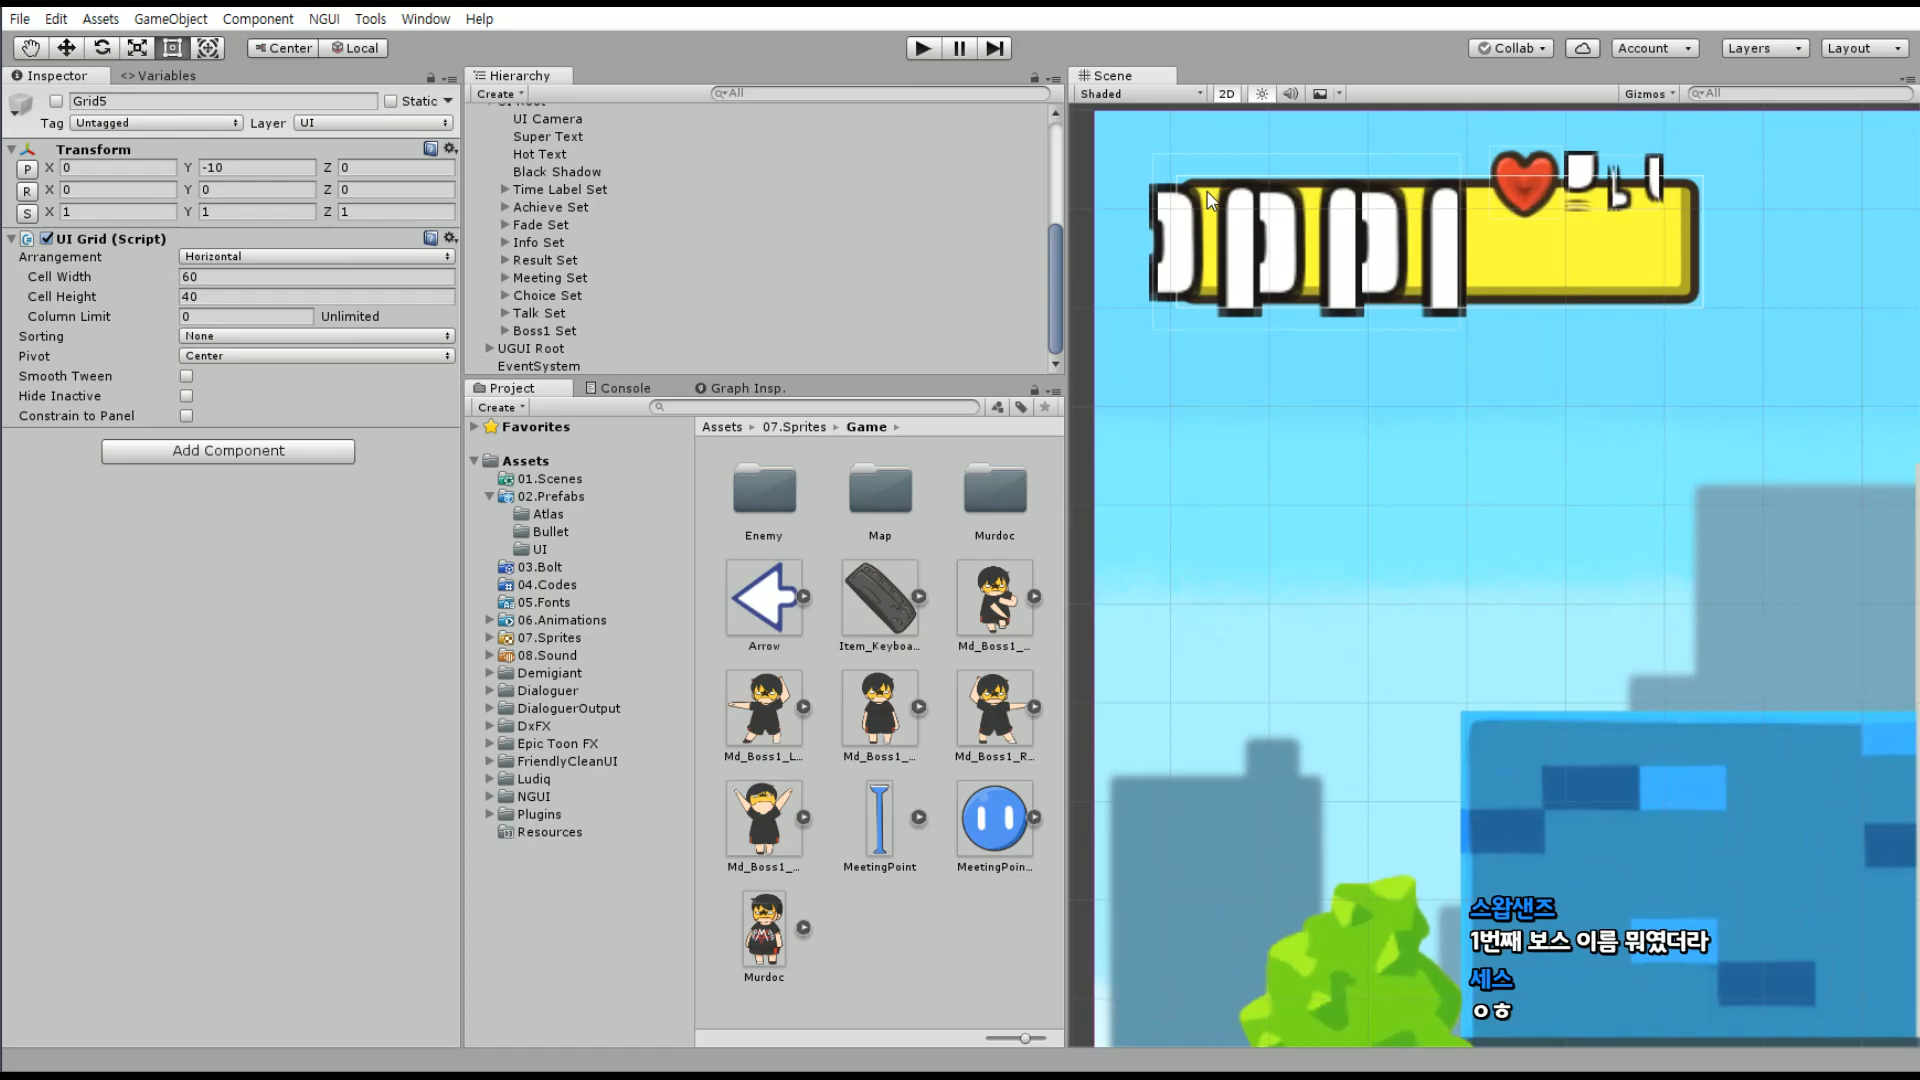 File Edit Assets GameObject Component NGUI Tools Window Help
Center Local Collab Account Layers Layout
Inspector <> Variables
Grid5 Static
Tag Untagged Layer UI
Transform
P X 0 Y -10 Z 0
R X 0 Y 0 Z 0
S X 1 Y 1 Z 1
UI Grid (Script)
Arrangement Horizontal
Cell Width 60
Cell Height 40
Column Limit 0 Unlimited
Sorting None
Pivot Center
Smooth Tween
Hide Inactive
Constrain to Panel
Add Component
Hierarchy
Create All
UI Camera
Super Text
Hot Text
Black Shadow
Time Label Set
Achieve Set
Fade Set
Info Set
Result Set
Meeting Set
Choice Set
Talk Set
Boss1 Set
UGUI Root
EventSystem
Project Console Graph Insp.
Create
Favorites
Assets
01.Scenes
02.Prefabs
Atlas
Bullet
UI
03.Bolt
04.Codes
05.Fonts
06.Animations
07.Sprites
08.Sound
Demigiant
Dialoguer
DialoguerOutput
DxFX
Epic Toon FX
FriendlyCleanUI
Ludiq
NGUI
Plugins
Resources
Assets 07.Sprites Game
Enemy Map Murdoc
Arrow Item_Keyboa... Md_Boss1_...
Md_Boss1_L... Md_Boss1_... Md_Boss1_R...
Md_Boss1_... MeetingPoint MeetingPoin...
Murdoc
Scene
Shaded 2D Gizmos All
스왑샌즈
1번째 보스 이름 뭐였더라
세스
ㅇㅎ